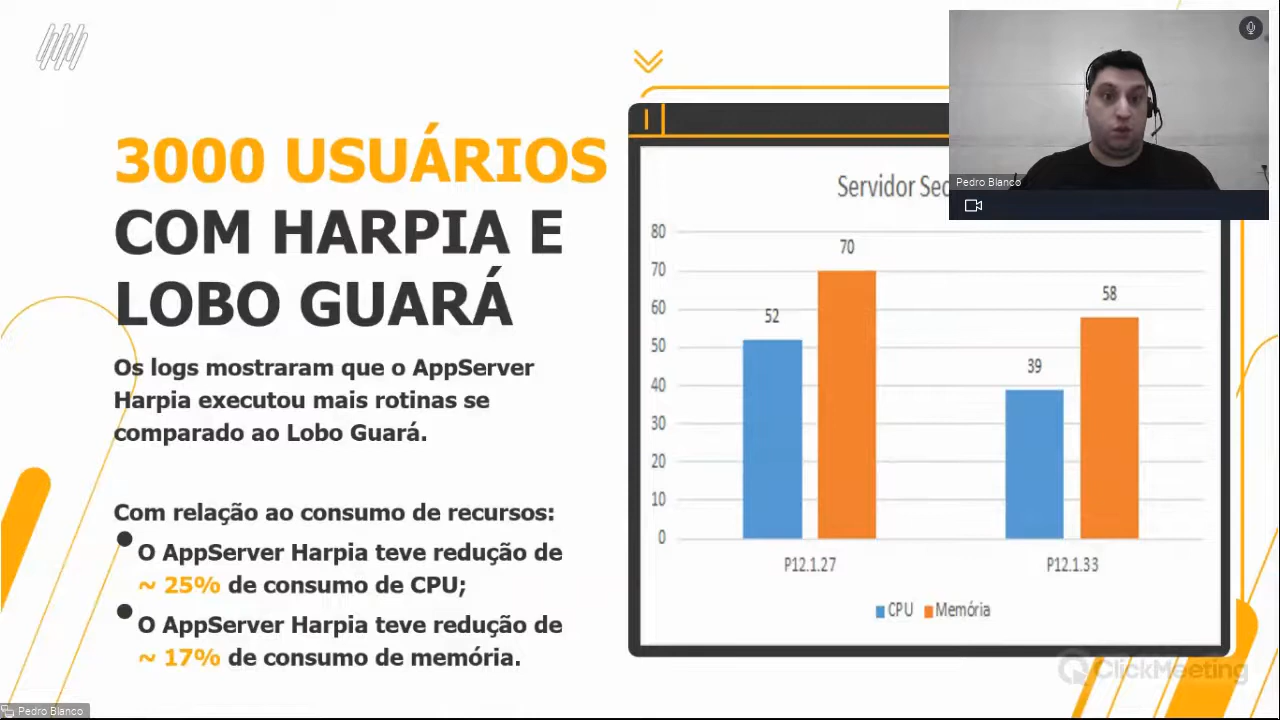 3000 USUÁRIOS
COM HARPIA E
LOBO GUARÁ
Os logs mostraram que o AppServer
Harpia executou mais rotinas se
comparado ao Lobo Guará.
Com relação ao consumo de recursos:
O AppServer Harpia teve redução de
~ 25% de consumo de CPU;
O AppServer Harpia teve redução de
~ 17% de consumo de memória.
Servidor
80
70
60
50
40
30
20
10
0
52
70
39
58
P12.1.27
P12.1.33
CPU
Memória
Pedro Blanco
ClickMeeting
Pedro Blanco